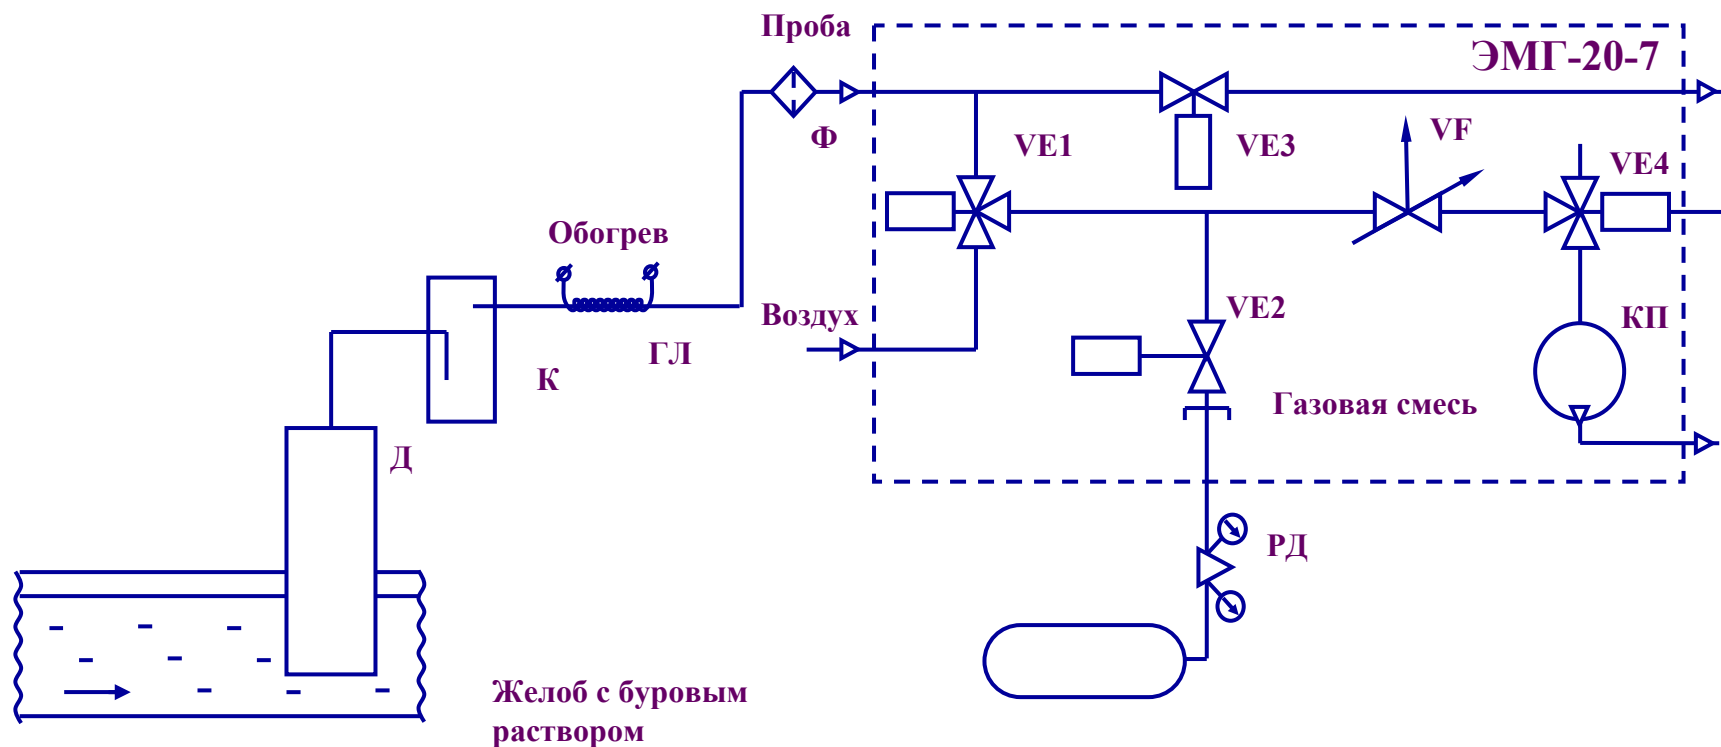 Проба
ЭМГ-20-7
Ф
VE1
VE3
VF
VE4
Обогрев
Воздух
VE2
КП
ГЛ
К
Газовая смесь
Д
РД
Желоб с буровым
раствором